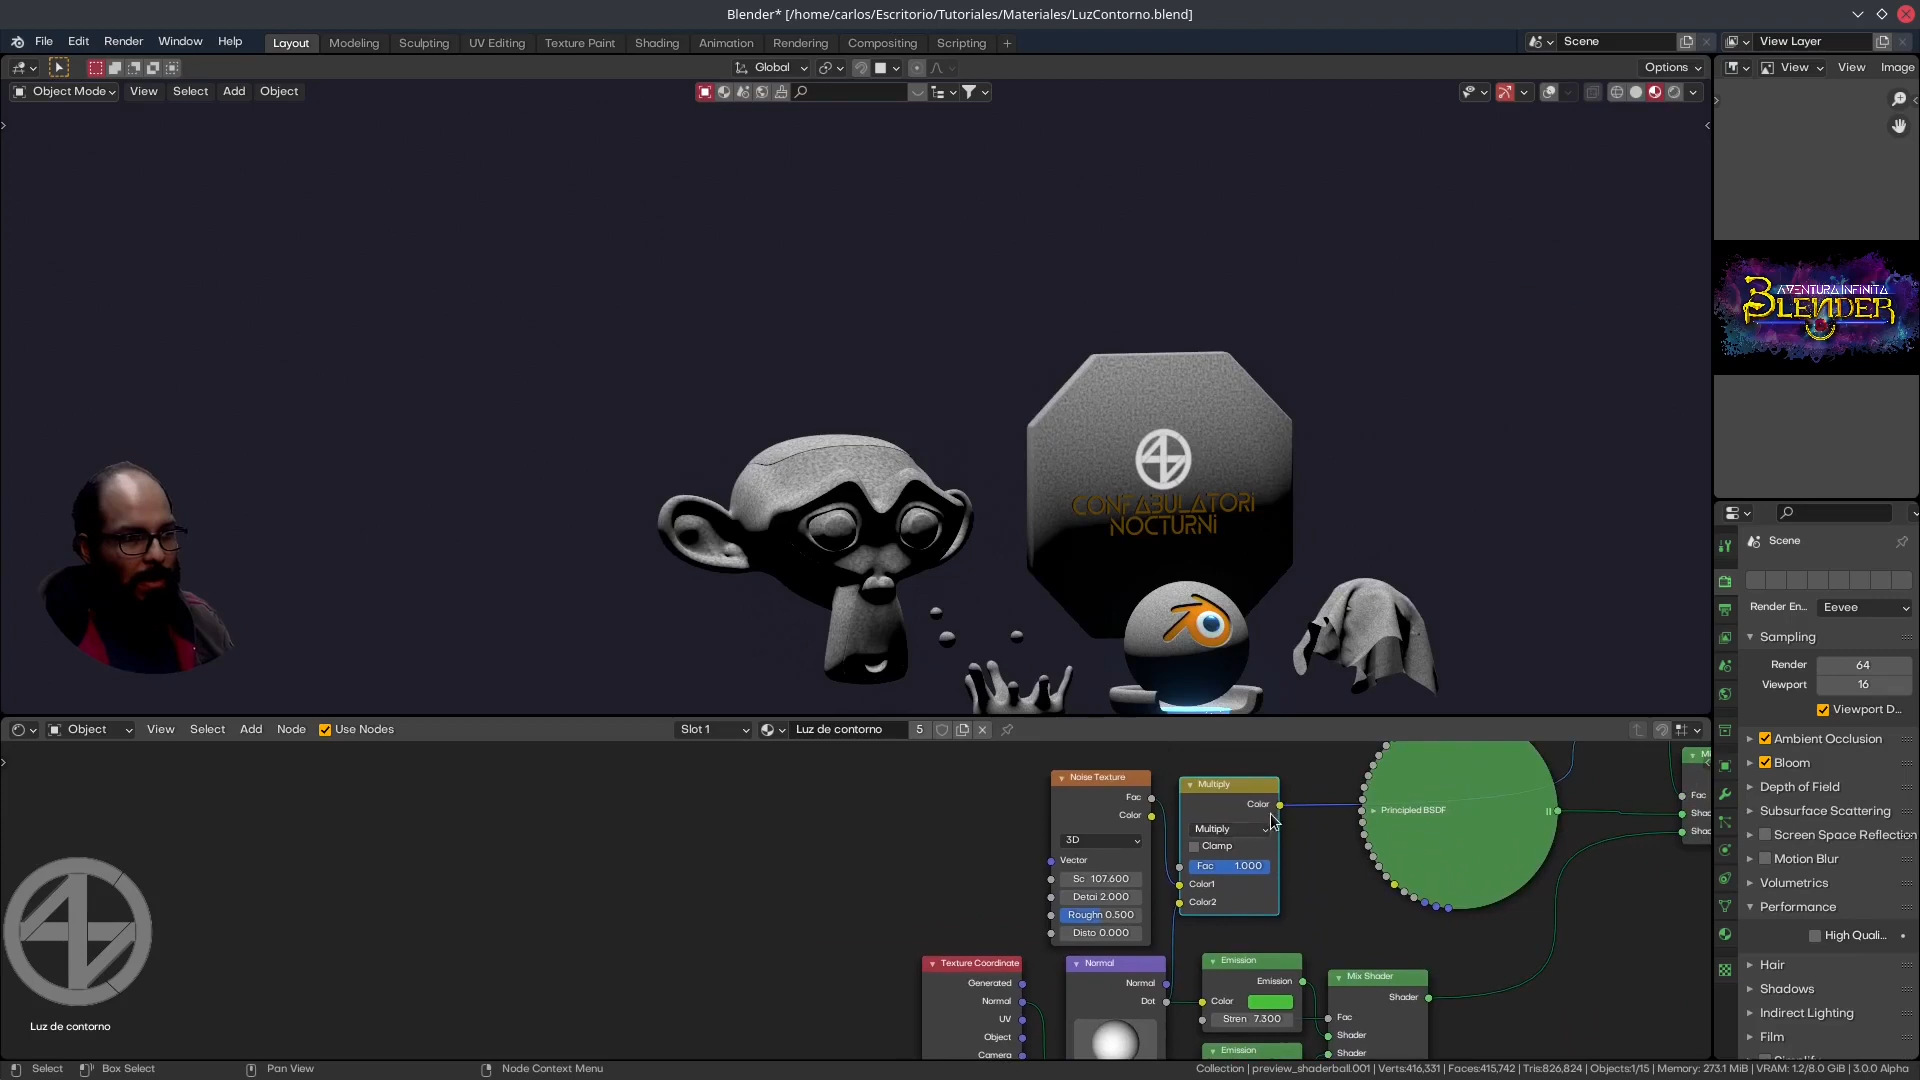 Blender* [/home/carlos/Escritorio/Tutoriales/Materiales/LuzContorno.blend]
File Edit Render Window Help Layout Modeling Sculpting UV Editing Texture Paint Shading Animation Rendering Compositing Scripting + Scene View Layer
Global Options View View Image
Object Mode View Select Add Object
AVENTURA INFINITA
BLENDER
CONFABULATORI
NOCTURNI
Scene
Render En... Eevee
Sampling
Render 64
Viewport 16
Viewport D...
Ambient Occlusion
Bloom
Depth of Field
Subsurface Scattering
Screen Space Reflection
Motion Blur
Volumetrics
Performance
High Quali...
Hair
Shadows
Indirect Lighting
Film
Object View Select Add Node Use Nodes Slot 1 Luz de contorno 5
Noise Texture
Fac
Color
3D
Vector
Sc 107.600
Detai 2.000
Roughn 0.500
Disto 0.000
Multiply
Color
Multiply
Clamp
Fac 1.000
Color1
Color2
Principled BSDF
Fac
Texture Coordinate
Generated
Normal
UV
Object
Camera
Normal
Normal
Dot
Emission
Emission
Color
Stren 7.300
Emission
Mix Shader
Shader
Fac
Shader
Shader
Luz de contorno
Select Box Select Pan View Node Context Menu Collection | preview_shaderball.001 | Verts:416,331 | Faces:415,742 | Tris:826,824 | Objects:1/15 | Memory: 273.1 MiB | VRAM: 1.2/8.0 GiB | 3.0.0 Alpha